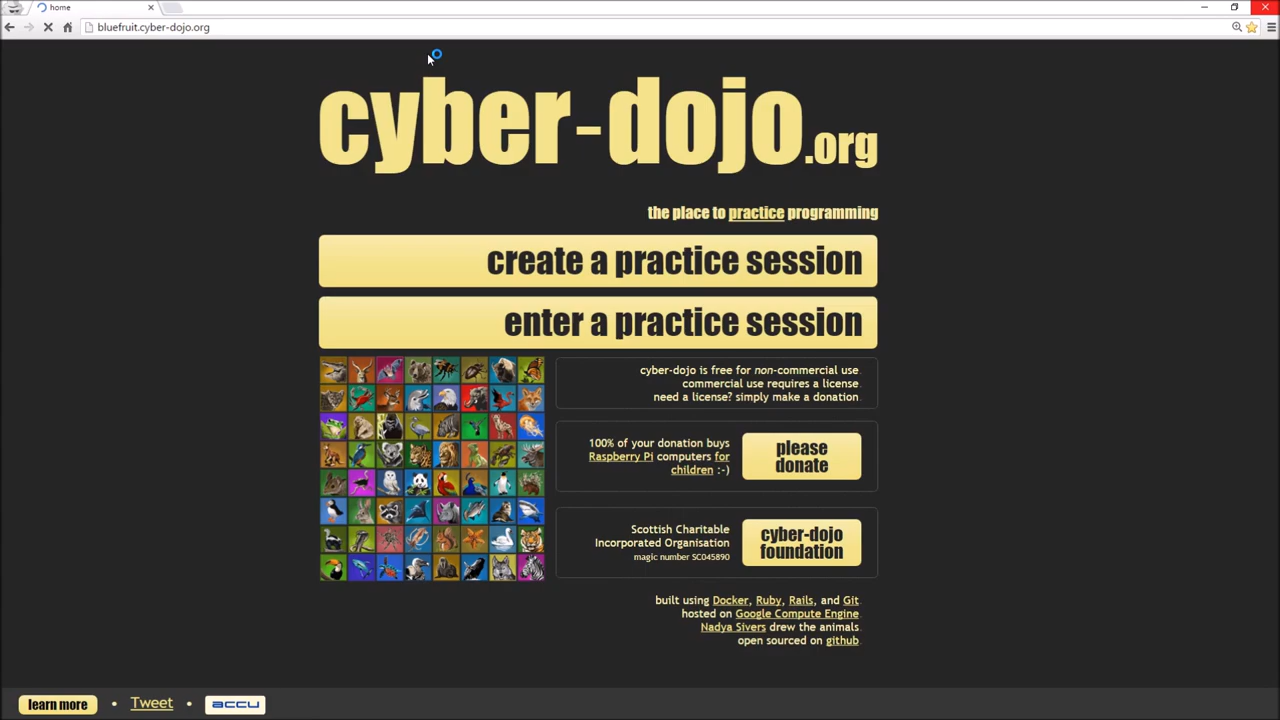 home
bluefruit.cyber-dojo.org
cyber-dojo.org
the place to practice programming
create a practice session
enter a practice session
cyber-dojo is free for non-commercial use.
commercial use requires a license.
need a license? simply make a donation.
100% of your donation buys
Raspberry Pi computers for
children :-)
please
donate
Scottish Charitable
Incorporated Organisation
magic number SC045890
cyber-dojo
foundation
built using Docker, Ruby, Rails, and Git.
hosted on Google Compute Engine.
Nadya Sivers drew the animals.
open sourced on github.
learn more • Tweet • accu